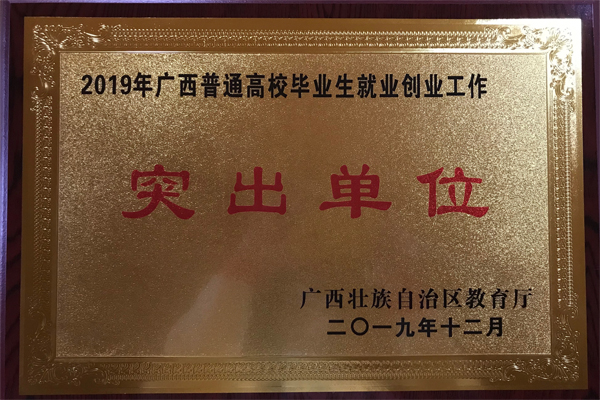 2019年广西普通高校毕业生就业创业工作
突出单位
广西壮族自治区教育厅
二〇一九年十二月